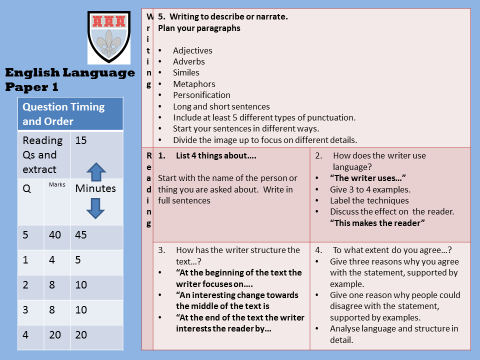 English Language
Paper 1
Question Timing
and Order
Reading
Qs and
extract
15
Q Marks Minutes
5 40 45
1 4 5
2 8 10
3 8 10
4 20 20
Writing
5. Writing to describe or narrate.
Plan your paragraphs
• Adjectives
• Adverbs
• Similes
• Metaphors
• Personification
• Long and short sentences
• Include at least 5 different types of punctuation.
• Start your sentences in different ways.
• Divide the image up to focus on different details.
Reading
1. List 4 things about….
Start with the name of the person or
thing you are asked about. Write in
full sentences
2. How does the writer use
language?
• “The writer uses…”
• Give 3 to 4 examples.
• Label the techniques
• Discuss the effect on the reader.
“This makes the reader”
3. How has the writer structure the
text…?
• “At the beginning of the text the
writer focuses on….
• “An interesting change towards
the middle of the text is
• “At the end of the text the writer
interests the reader by…
4. To what extent do you agree…?
• Give three reasons why you agree
with the statement, supported by
example.
• Give one reason why people could
disagree with the statement,
supported by examples.
• Analyse language and structure in
detail.